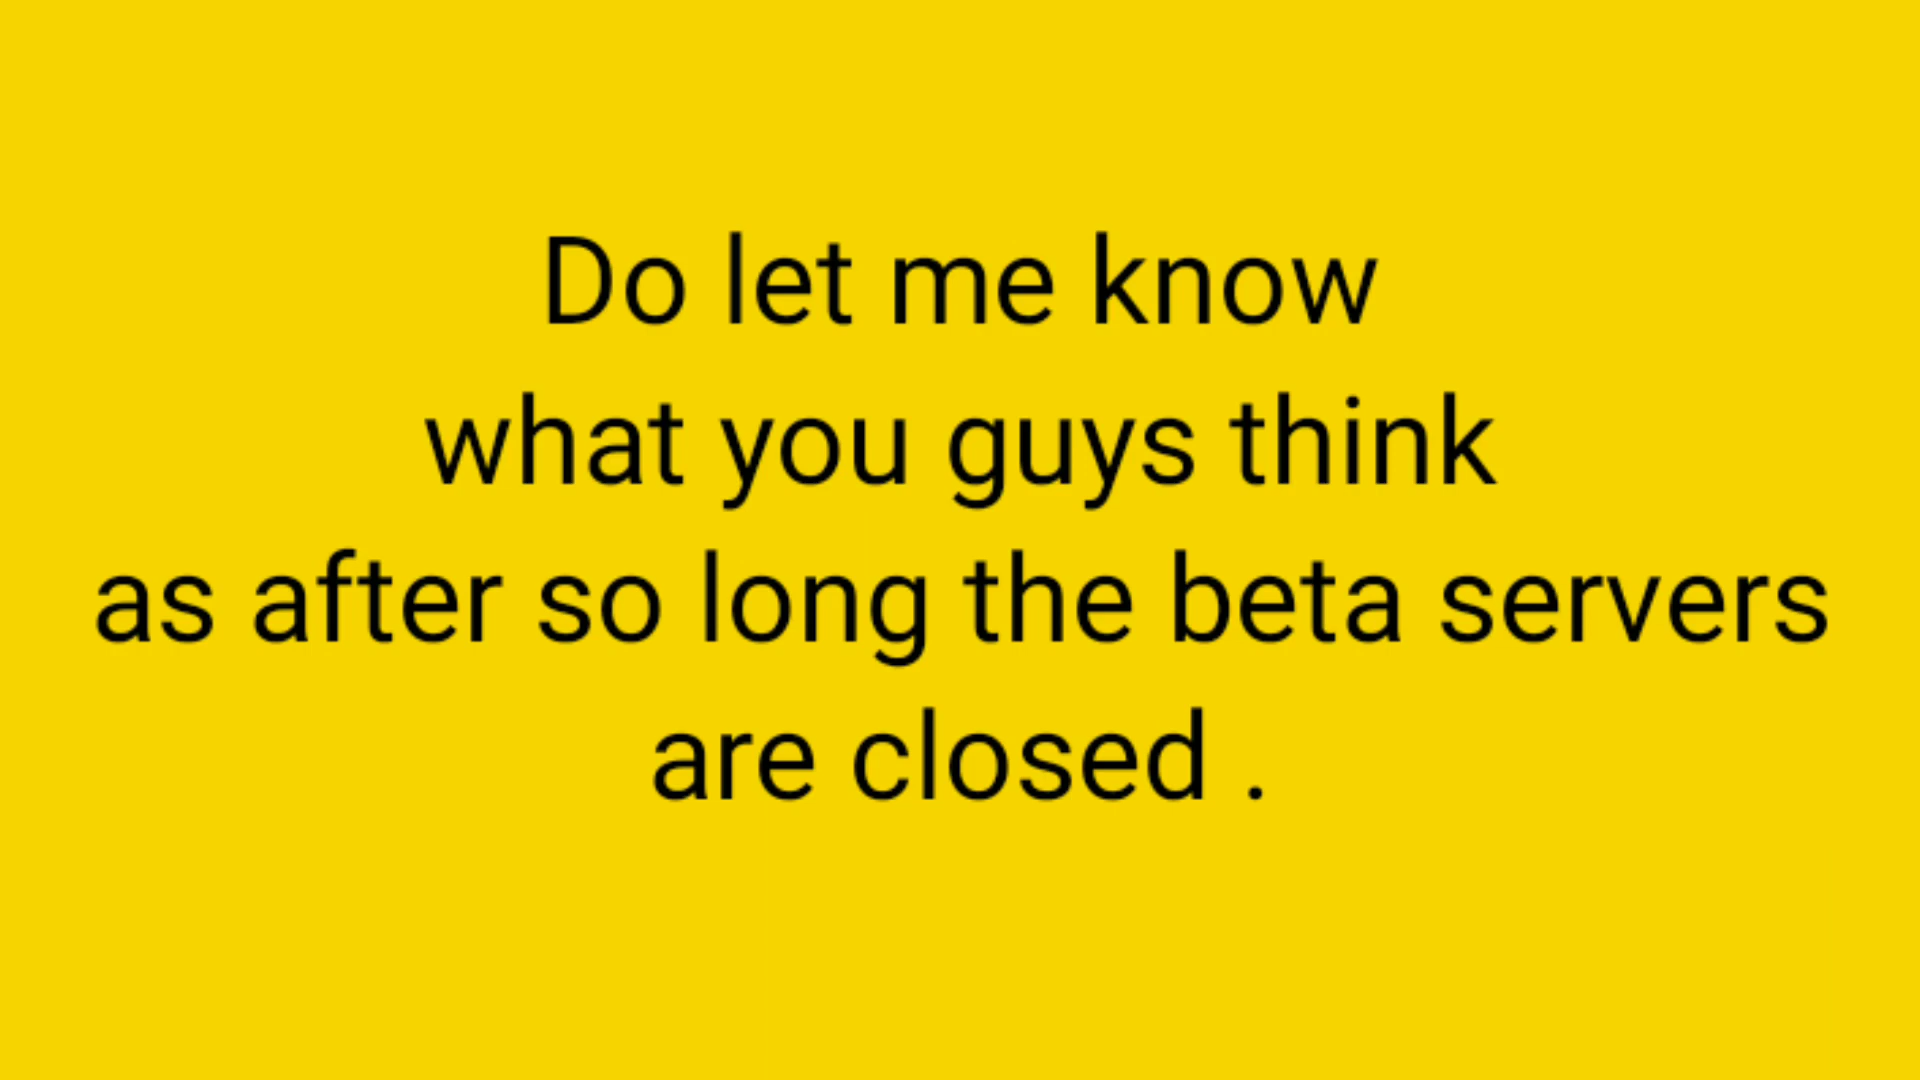 Do let me know
what you guys think
as after so long the beta servers
are closed .